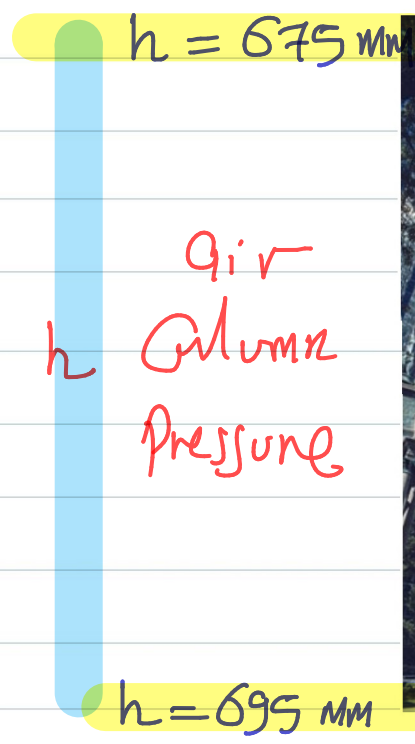 h = 675 mm
air
h
Column
Pressure
h = 695 mm